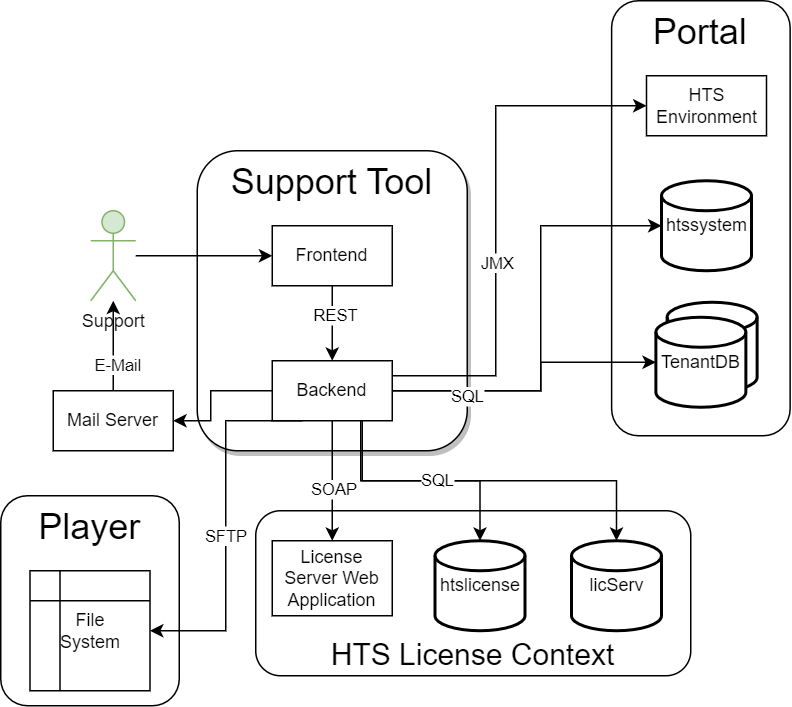 Portal
HTS
Environment
htssystem
TenantDB
Support Tool
Frontend
REST
Backend
JMX
SQL
Support
E-Mail
Mail Server
SOAP
SQL
SFTP
Player
File
System
License
Server Web
Application
htslicense
licServ
HTS License Context